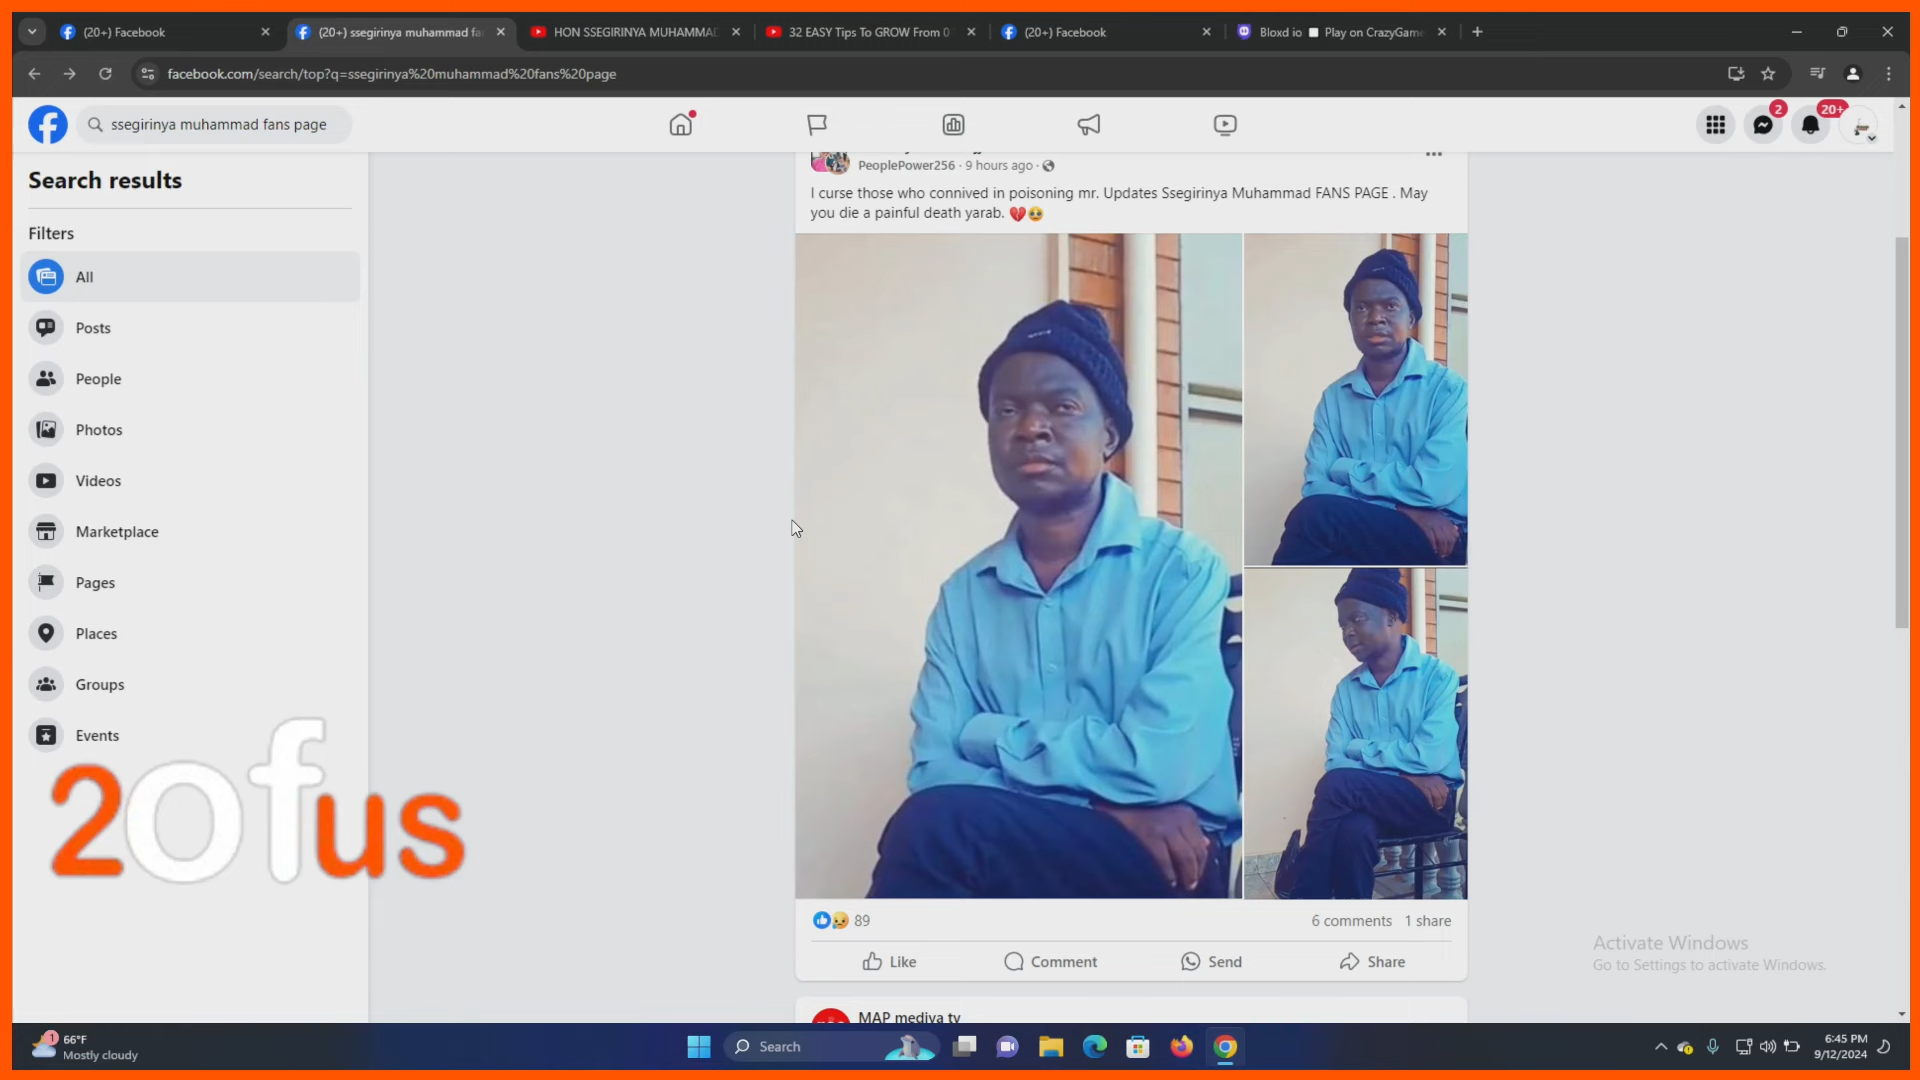 (20+) Facebook
(20+) ssegirinya muhammad fa
HON SSEGIRINYA MUHAMMAD
32 EASY Tips To GROW From 0
(20+) Facebook
Bloxd io Play on CrazyGame
facebook.com/search/top?q=ssegirinya%20muhammad%20fans%20page
ssegirinya muhammad fans page
2
20+
Search results
Filters
All
Posts
People
Photos
Videos
Marketplace
Pages
Places
Groups
Events
2ofus
PeoplePower256 · 9 hours ago ·
I curse those who connived in poisoning mr. Updates Ssegirinya Muhammad FANS PAGE . May
you die a painful death yarab. 💔🥹
89
6 comments 1 share
Like
Comment
Send
Share
MAP mediya tv
Activate Windows
Go to Settings to activate Windows.
1
66°F
Mostly cloudy
Search
6:45 PM
9/12/2024